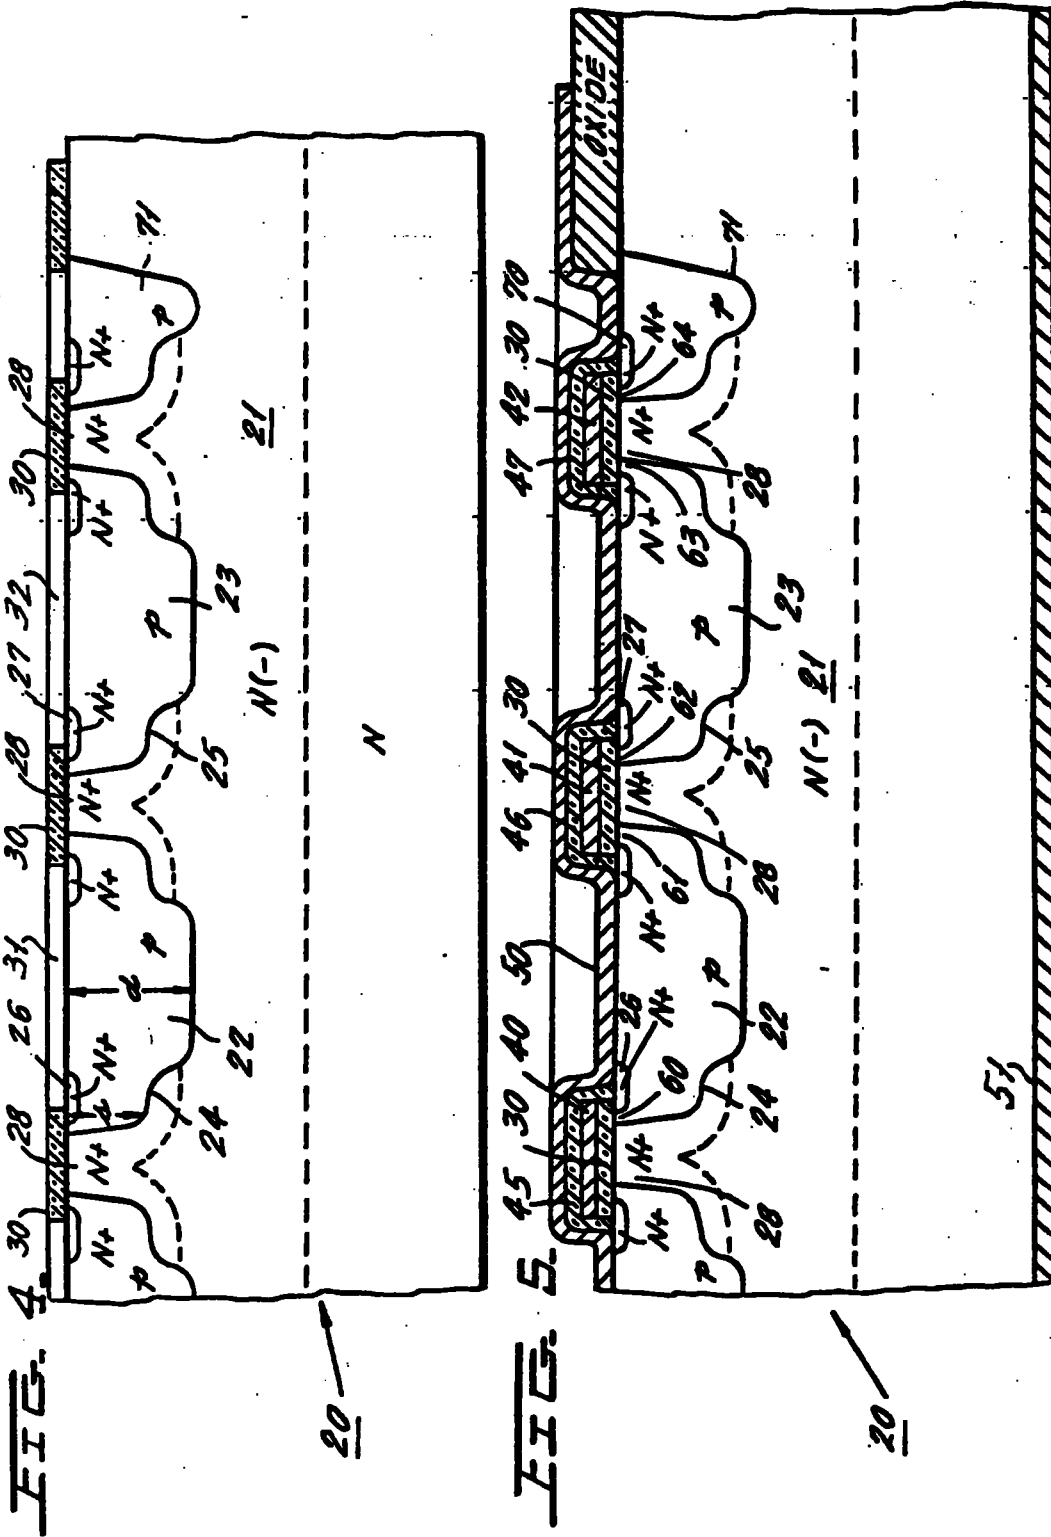 FIG. 4.
30 28 26 31 30 28 27 32 30 28
N+ N+ d N+ N+ N+ N+ N+ N+ N+ 71
P d P P P
24 22 25 23 21
N(-)
N
20
FIG. 5.
45 30 40 50 46 41 30 47 42 30 70
OXIDE
N+ N+ 60 26 N+ N+ 61 N+ 62 27 N+ 63 N+ 64 N+
P 28 24 22 P 28 25 P 23 28 P 71
N(-) 21
51
20